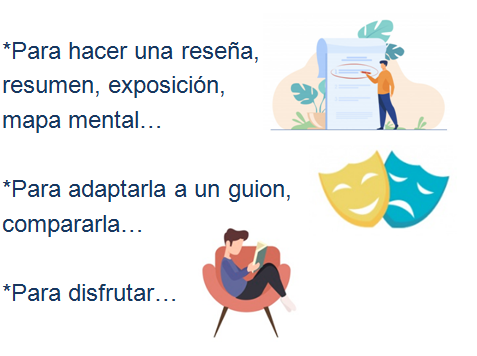 *Para hacer una reseña,
resumen, exposición,
mapa mental…
*Para adaptarla a un guion,
compararla…
*Para disfrutar…